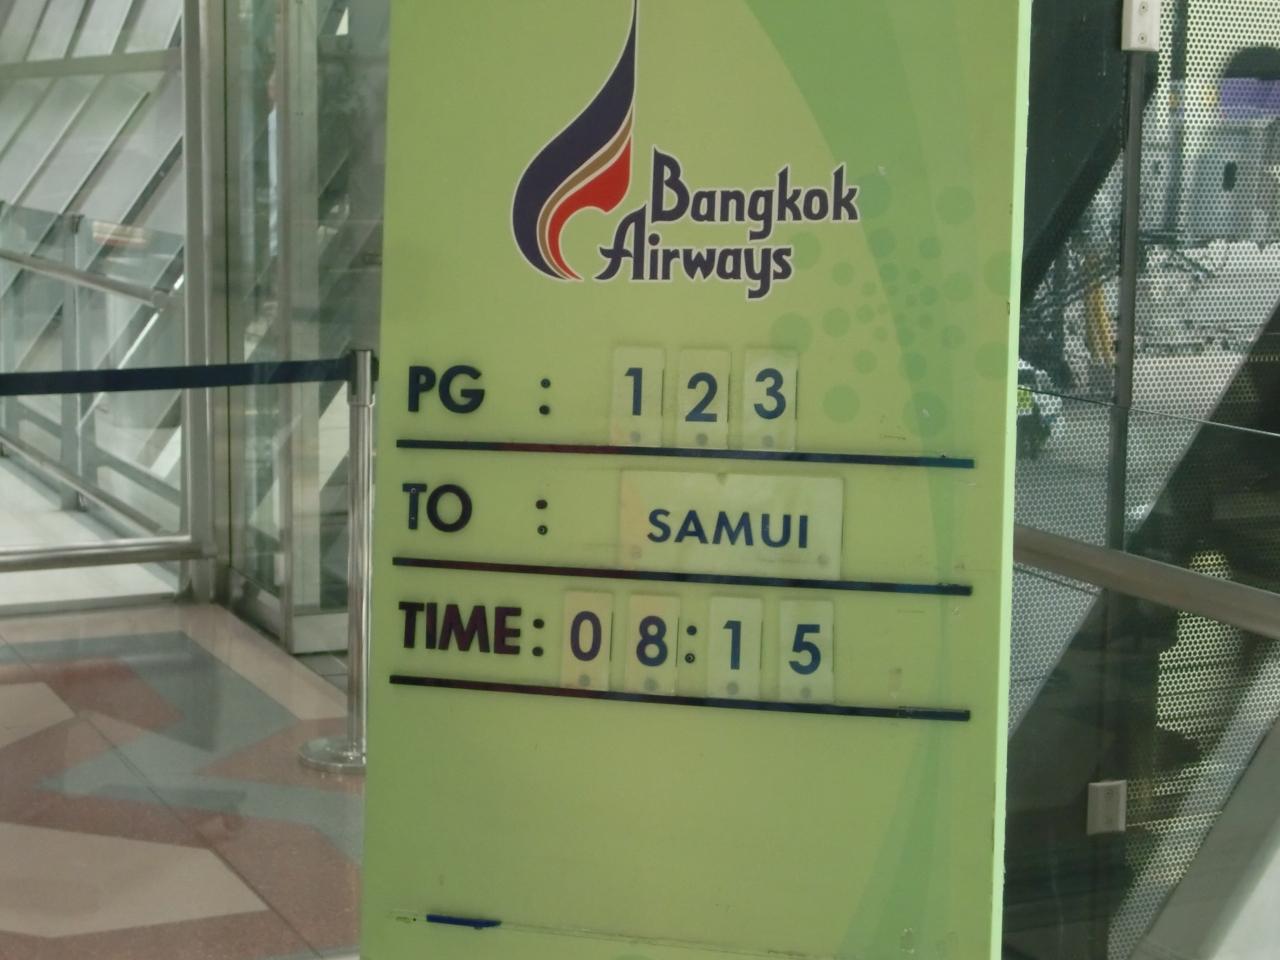 Bangkok
Airways
PG : 123
TO : SAMUI
TIME: 08:15